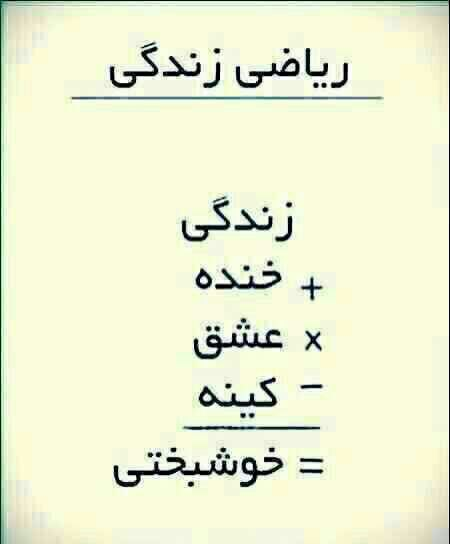 ریاضی زندگی
زندگی
+ خنده
× عشق
− کینه
= خوشبختی